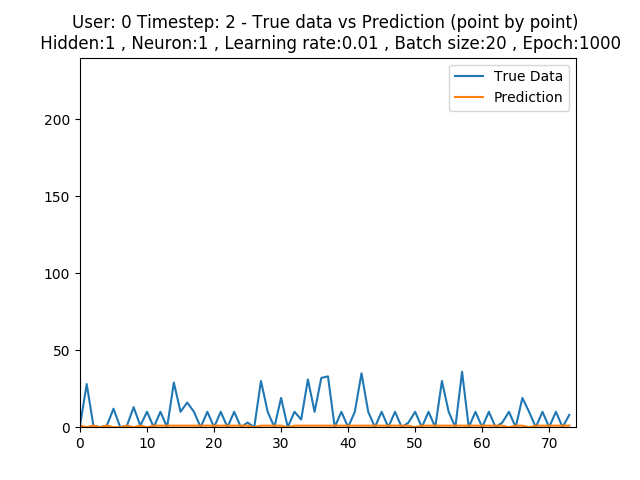 User: 0 Timestep: 2 - True data vs Prediction (point by point)
Hidden:1 , Neuron:1 , Learning rate:0.01 , Batch size:20 , Epoch:1000
True Data
Prediction
200
150
100
50
0
0 10 20 30 40 50 60 70